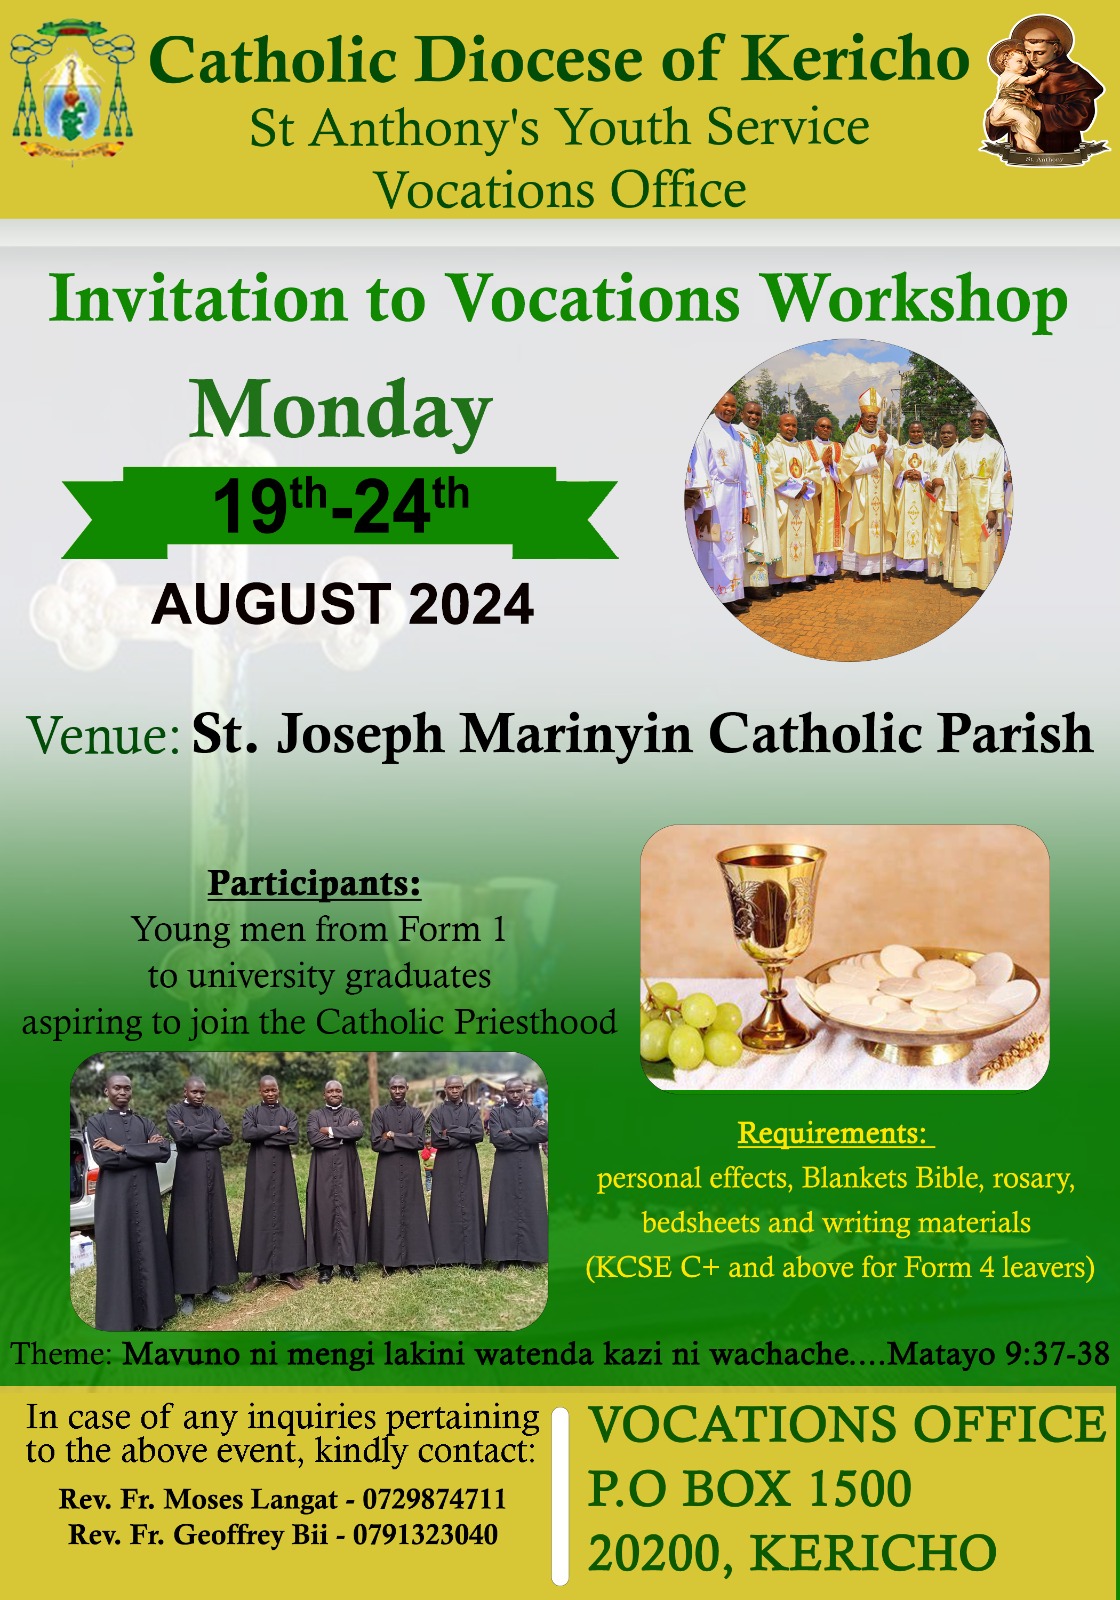 Catholic Diocese of Kericho
St Anthony's Youth Service
Vocations Office
St. Anthony
Invitation to Vocations Workshop
Monday
19th-24th
AUGUST 2024
Venue: St. Joseph Marinyin Catholic Parish
Participants:
Young men from Form 1
to university graduates
aspiring to join the Catholic Priesthood
Requirements:
personal effects, Blankets Bible, rosary,
bedsheets and writing materials
(KCSE C+ and above for Form 4 leavers)
Theme: Mavuno ni mengi lakini watenda kazi ni wachache....Matayo 9:37-38
In case of any inquiries pertaining
to the above event, kindly contact:
Rev. Fr. Moses Langat - 0729874711
Rev. Fr. Geoffrey Bii - 0791323040
VOCATIONS OFFICE
P.O BOX 1500
20200, KERICHO